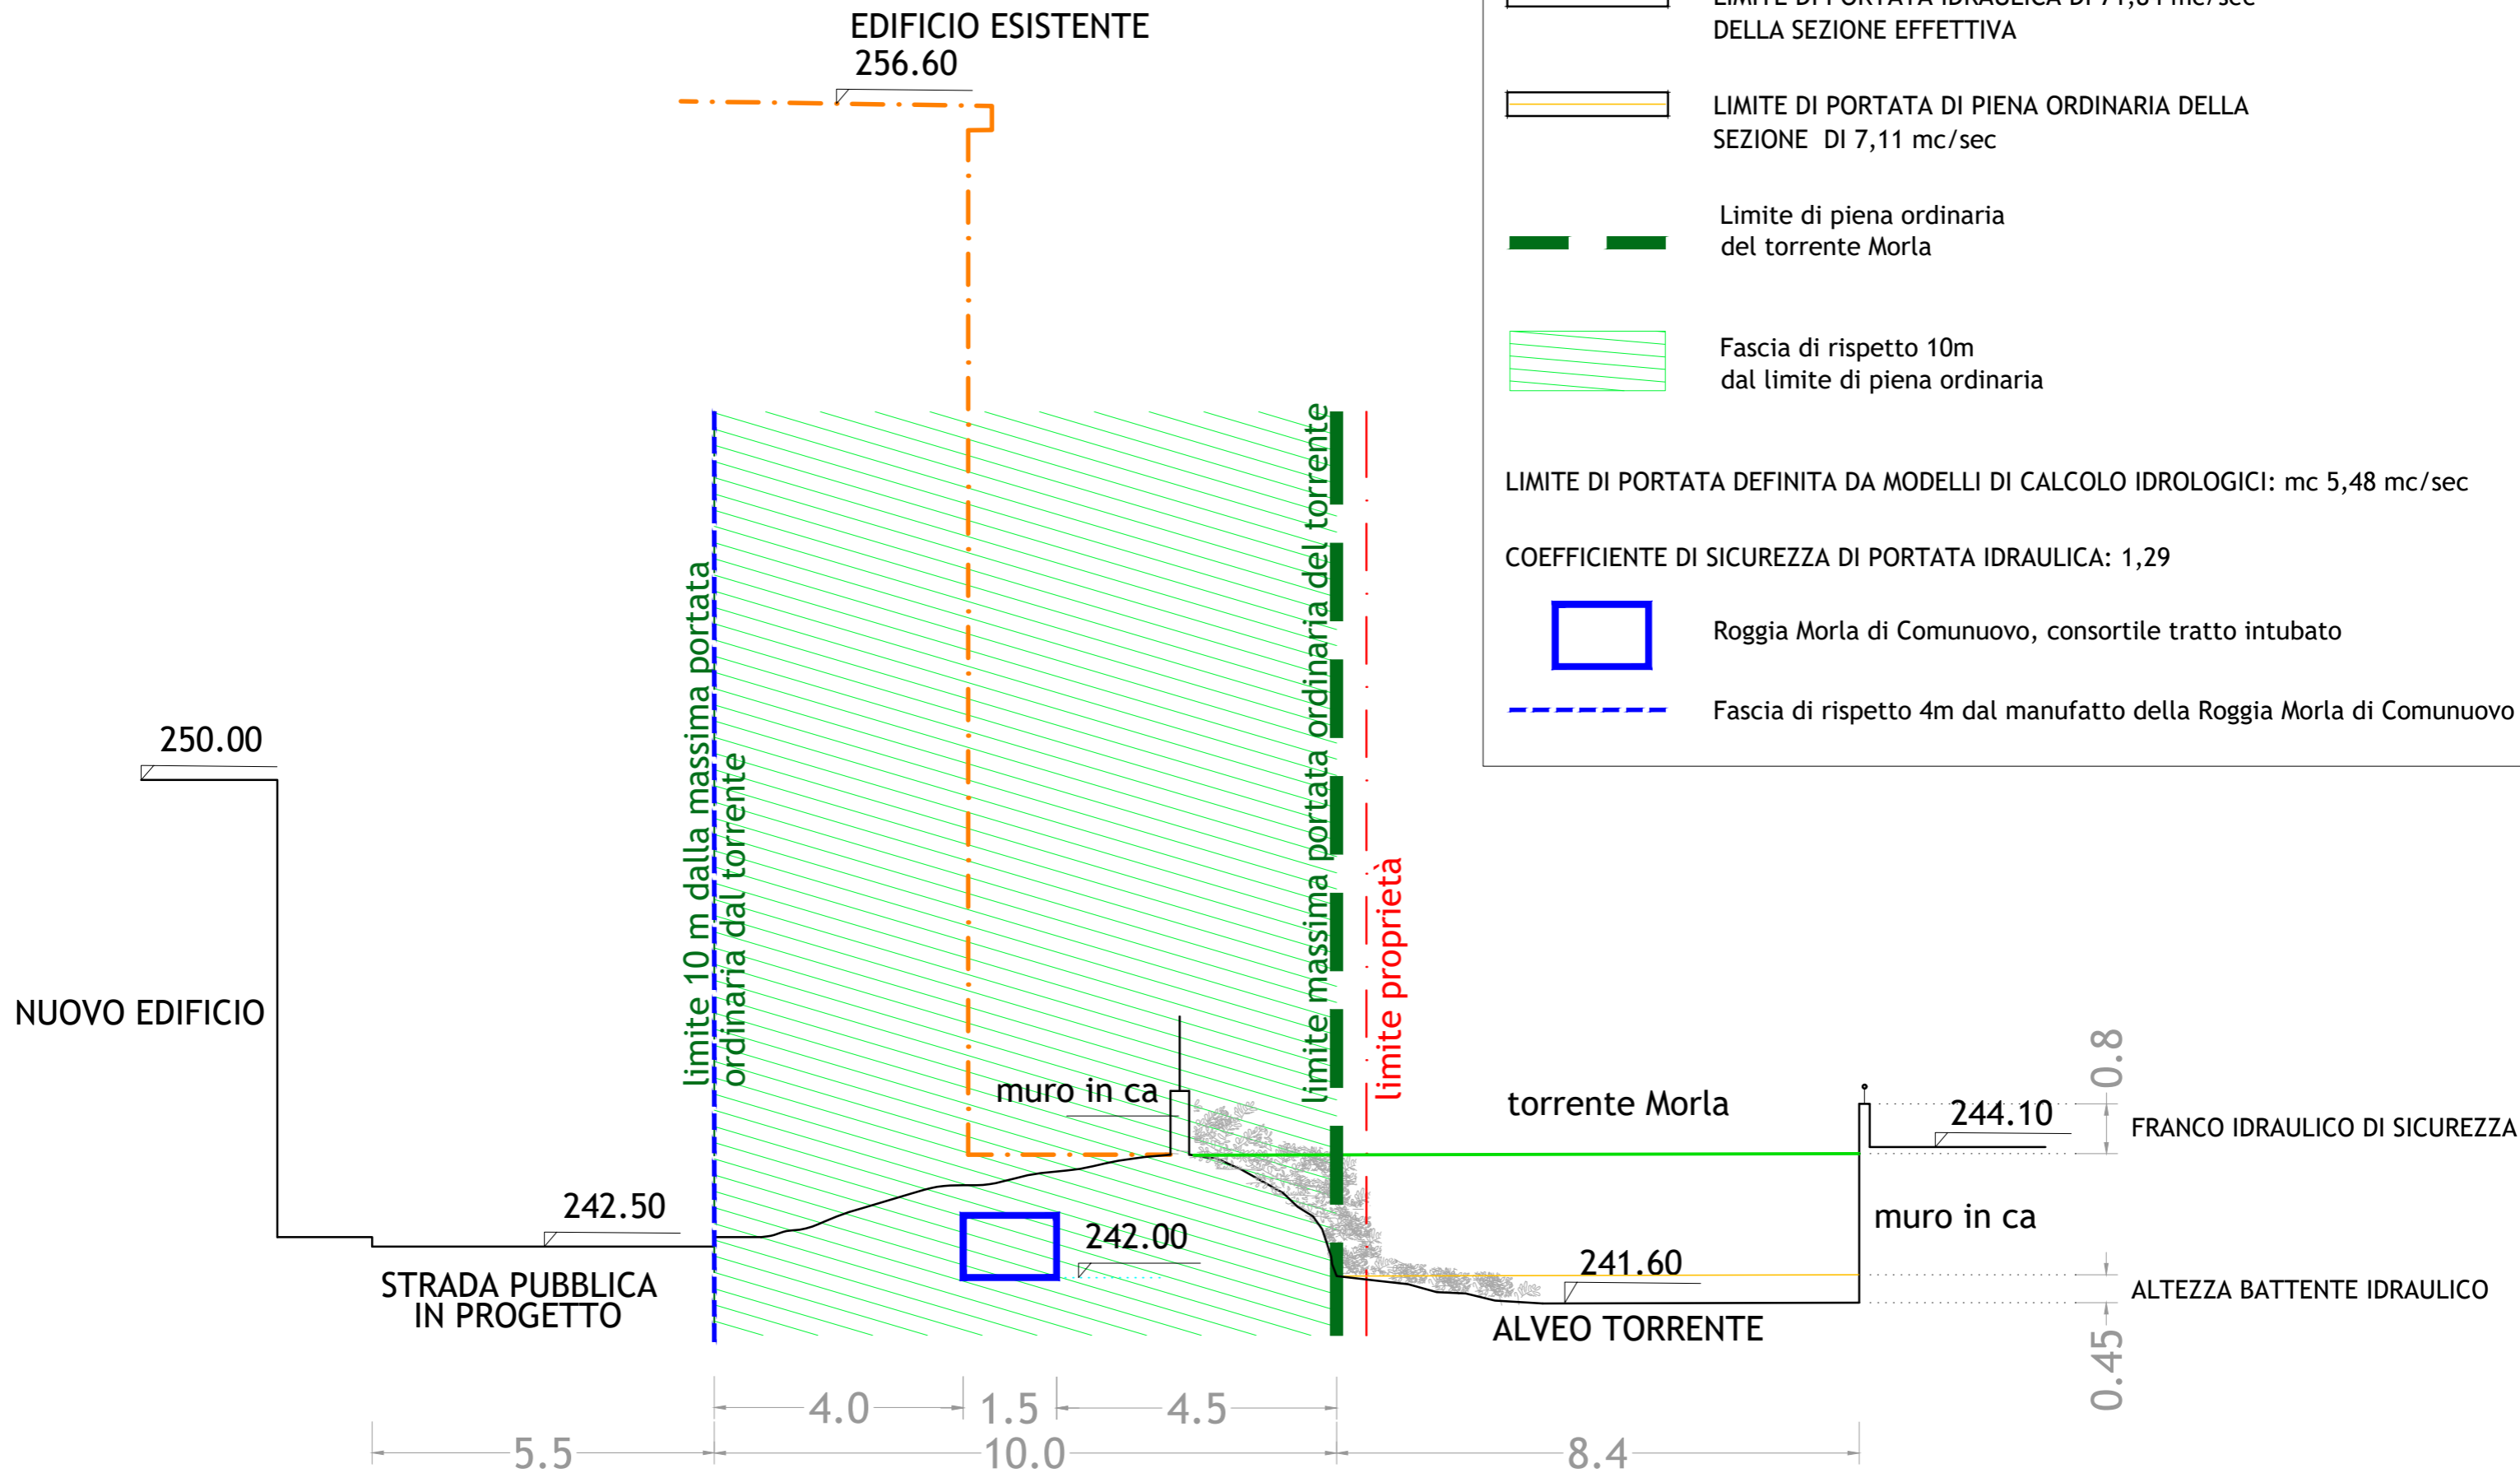 EDIFICIO ESISTENTE
256.60
DELLA SEZIONE EFFETTIVA
LIMITE DI PORTATA DI PIENA ORDINARIA DELLA
SEZIONE DI 7,11 mc/sec
Limite di piena ordinaria
del torrente Morla
Fascia di rispetto 10m
dal limite di piena ordinaria
LIMITE DI PORTATA DEFINITA DA MODELLI DI CALCOLO IDROLOGICI: mc 5,48 mc/sec
COEFFICIENTE DI SICUREZZA DI PORTATA IDRAULICA: 1,29
Roggia Morla di Comunuovo, consortile tratto intubato
Fascia di rispetto 4m dal manufatto della Roggia Morla di Comunuovo
limite 10 m dalla massima portata
ordinaria dal torrente
limite massima portata ordinaria del torrente
limite proprietà
250.00
NUOVO EDIFICIO
muro in ca
torrente Morla
244.10
0.8
FRANCO IDRAULICO DI SICUREZZA
242.50
242.00
241.60
muro in ca
STRADA PUBBLICA
IN PROGETTO
ALVEO TORRENTE
ALTEZZA BATTENTE IDRAULICO
0.45
4.0
1.5
4.5
5.5
10.0
8.4